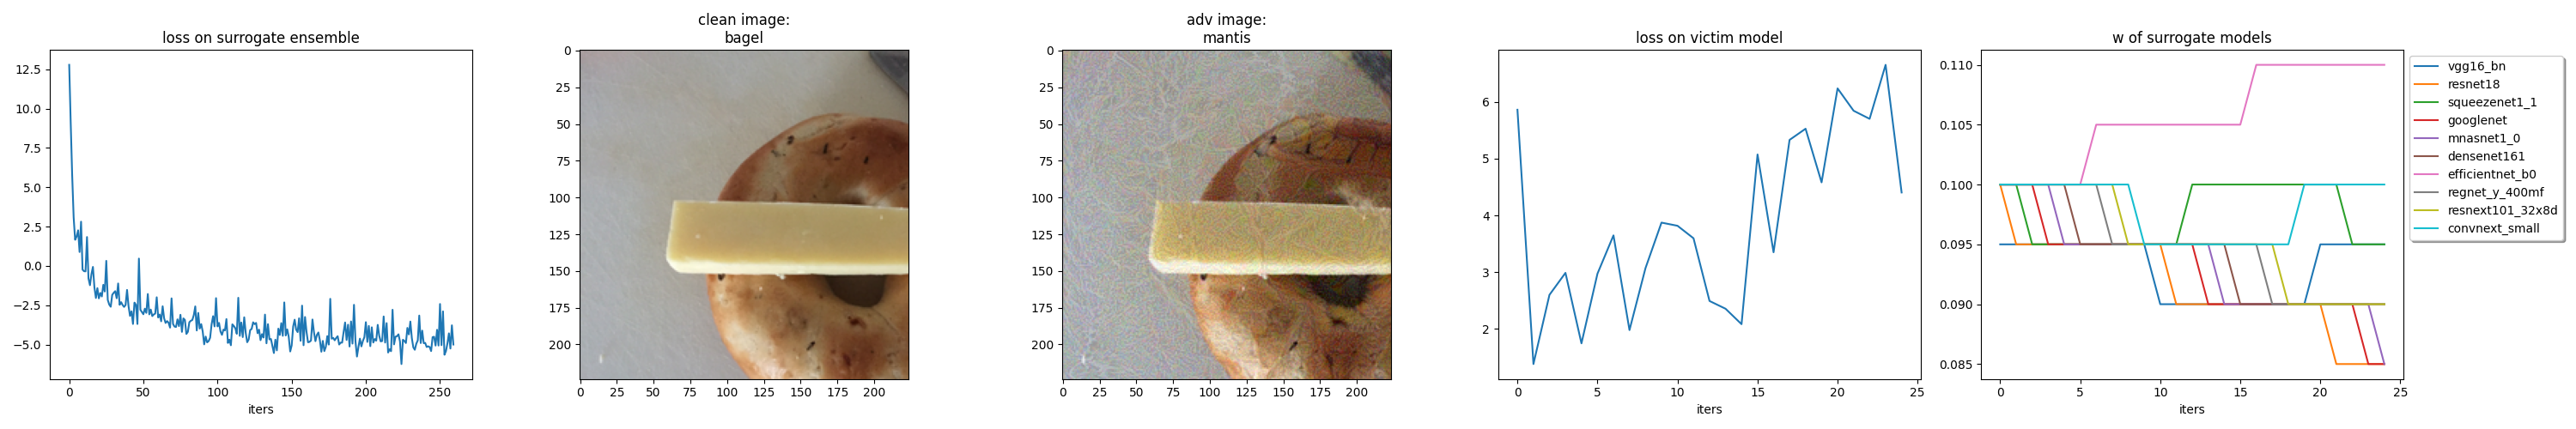 loss on surrogate ensemble
12.5
10.0
7.5
5.0
2.5
0.0
−2.5
−5.0
0 50 100 150 200 250
iters
clean image:
bagel
0
25
50
75
100
125
150
175
200
0 25 50 75 100 125 150 175 200
adv image:
mantis
0
25
50
75
100
125
150
175
200
0 25 50 75 100 125 150 175 200
loss on victim model
6
5
4
3
2
0 5 10 15 20 25
iters
w of surrogate models
0.110
0.105
0.100
0.095
0.090
0.085
0 5 10 15 20 25
iters
vgg16_bn
resnet18
squeezenet1_1
googlenet
mnasnet1_0
densenet161
efficientnet_b0
regnet_y_400mf
resnext101_32x8d
convnext_small